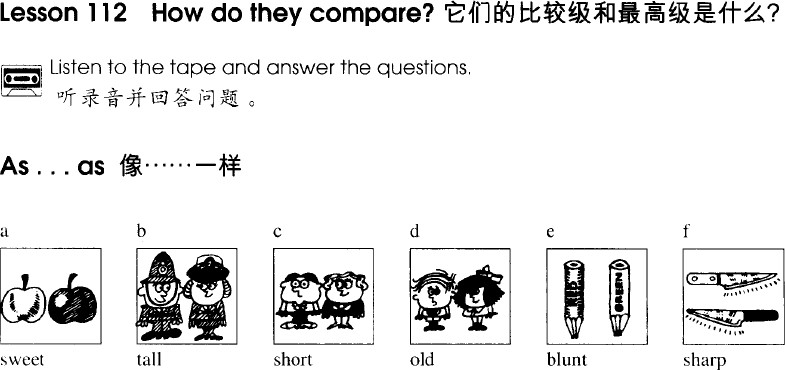 Lesson 112 How do they compare? 它们的比较级和最高级是什么?
Listen to the tape and answer the questions.
听录音并回答问题。
As . . . as 像……一样
a b c d e f
RED GREEN
sweet tall short old blunt sharp